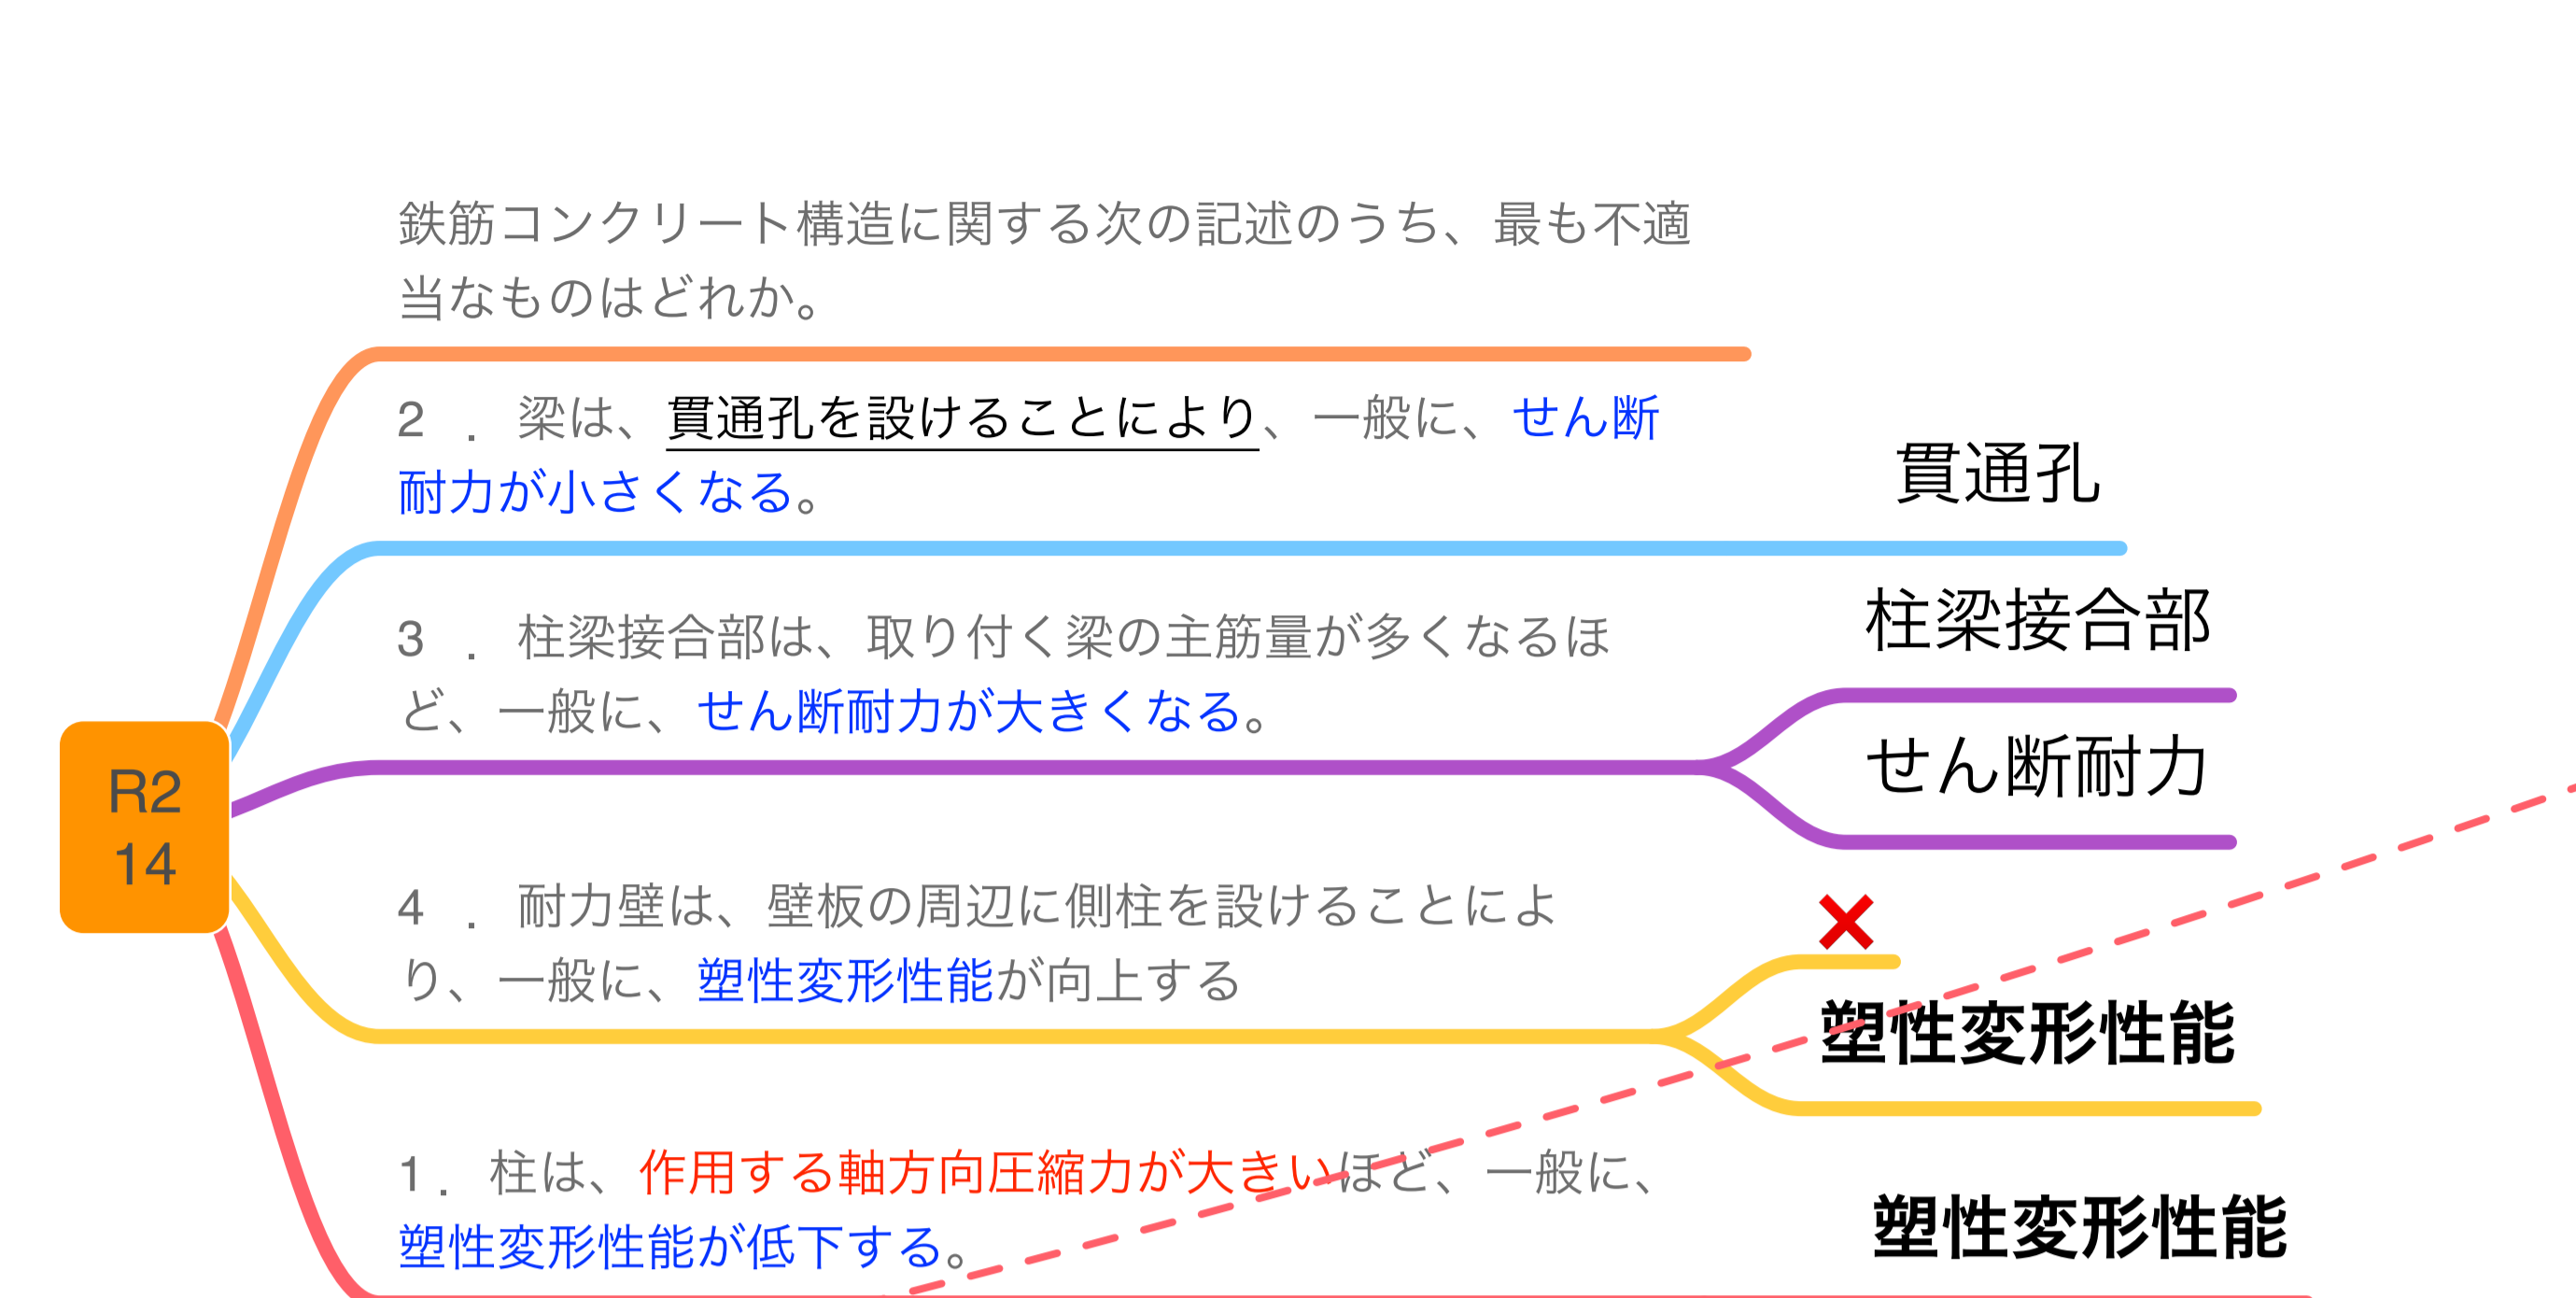 鉄筋コンクリート構造に関する次の記述のうち、最も不適
当なものはどれか。
2 ．梁は、貫通孔を設けることにより、一般に、せん断
耐力が小さくなる。
貫通孔
3 ．柱梁接合部は、取り付く梁の主筋量が多くなるほ
ど、一般に、せん断耐力が大きくなる。
柱梁接合部
せん断耐力
R2
14
4 ．耐力壁は、壁板の周辺に側柱を設けることによ
り、一般に、塑性変形性能が向上する
❌
塑性変形性能
1．柱は、作用する軸方向圧縮力が大きいほど、一般に、
塑性変形性能が低下する。
塑性変形性能